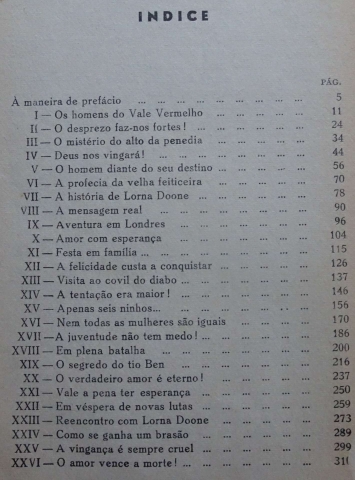 INDICE
PÁG.
À maneira de prefácio ... ... ... ... ... ... ... ... 5
I — Os homens do Vale Vermelho ... ... ... ... 11
II — O desprezo faz-nos fortes! ... ... ... ... ... 24
III — O mistério do alto da penedia ... ... ... ... 34
IV — Deus nos vingará! ... ... ... ... ... ... ... 44
V — O homem diante do seu destino ... ... ... ... 56
VI — A profecia da velha feiticeira ... ... ... ... 70
VII — A história de Lorna Doone ... ... ... ... ... 78
VIII — A mensagem real ... ... ... ... ... ... ... 90
IX — Aventura em Londres ... ... ... ... ... ... 96
X — Amor com esperança ... ... ... ... ... ... 104
XI — Festa em família... ... ... ... ... ... ... ... 115
XII — A felicidade custa a conquistar ... ... ... ... 126
XIII — Visita ao covil do diabo ... ... ... ... ... ... 137
XIV — A tentação era maior! ... ... ... ... ... ... 146
XV — Apenas seis ninhos... ... ... ... ... ... ... 156
XVI — Nem todas as mulheres são iguais ... ... ... 170
XVII — A juventude não tem medo! ... ... ... ... ... 186
XVIII — Em plena batalha ... ... ... ... ... ... ... 200
XIX — O segredo do tio Ben ... ... ... ... ... ... 216
XX — O verdadeiro amor é eterno! ... ... ... ... 237
XXI — Vale a pena ter esperança ... ... ... ... ... 250
XXII — Em véspera de novas lutas ... ... ... ... ... 259
XXIII — Reencontro com Lorna Doone ... ... ... ... 273
XXIV — Como se ganha um brasão ... ... ... ... ... 289
XXV — A vingança é sempre cruel ... ... ... ... ... 299
XXVI — O amor vence a morte! ... ... ... ... ... ... 311